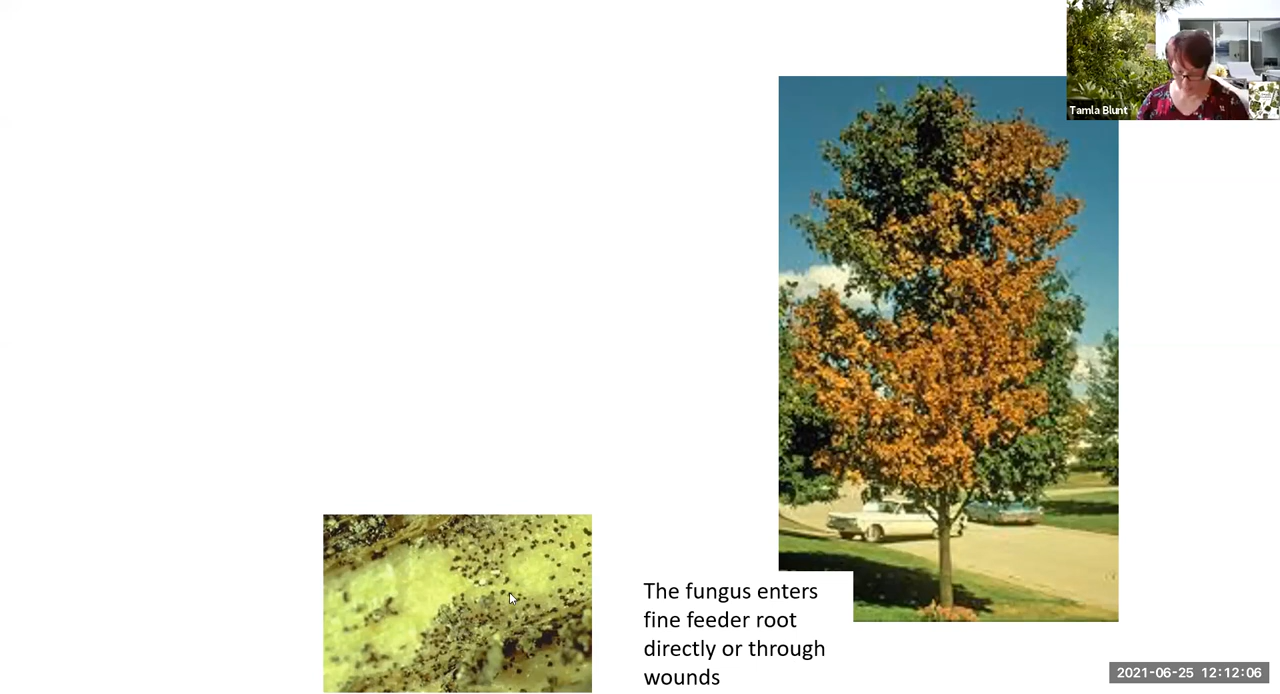 Tamla Blunt
The fungus enters
fine feeder root
directly or through
wounds
2021-06-25 12:12:06